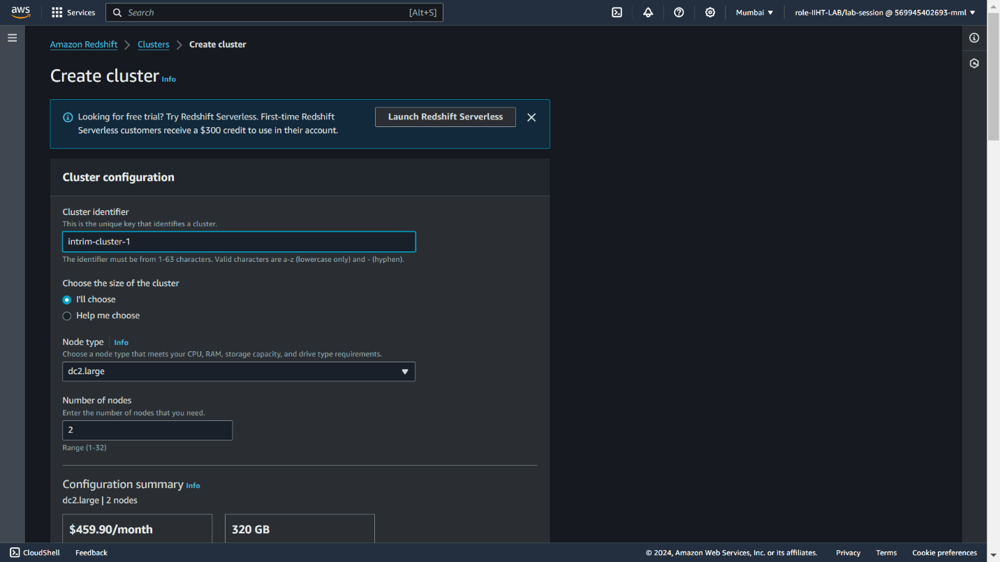 aws
Services
Search
[Alt+S]
Mumbai
role-IIHT-LAB/lab-session @ 569945402693-mml
Amazon Redshift
Clusters
Create cluster
Create cluster Info
Looking for free trial? Try Redshift Serverless. First-time Redshift
Serverless customers receive a $300 credit to use in their account.
Launch Redshift Serverless
Cluster configuration
Cluster identifier
This is the unique key that identifies a cluster.
intrim-cluster-1
The identifier must be from 1-63 characters. Valid characters are a-z (lowercase only) and - (hyphen).
Choose the size of the cluster
I'll choose
Help me choose
Node type Info
Choose a node type that meets your CPU, RAM, storage capacity, and drive type requirements.
dc2.large
Number of nodes
Enter the number of nodes that you need.
2
Range (1-32)
Configuration summary Info
dc2.large | 2 nodes
$459.90/month
320 GB
CloudShell
Feedback
© 2024, Amazon Web Services, Inc. or its affiliates.
Privacy
Terms
Cookie preferences